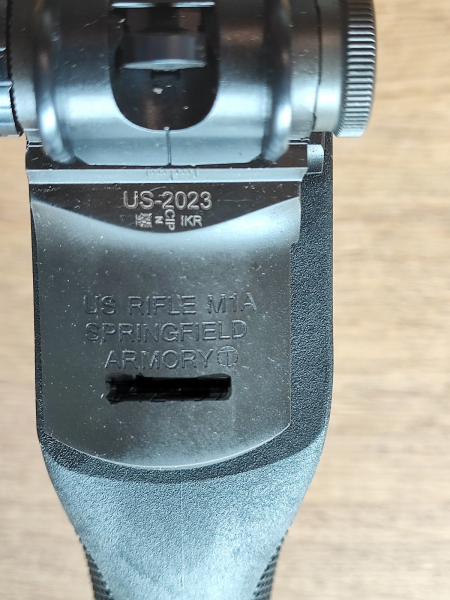 US-2023
CIP N IKR
US RIFLE M1A
SPRINGFIELD
ARMORY